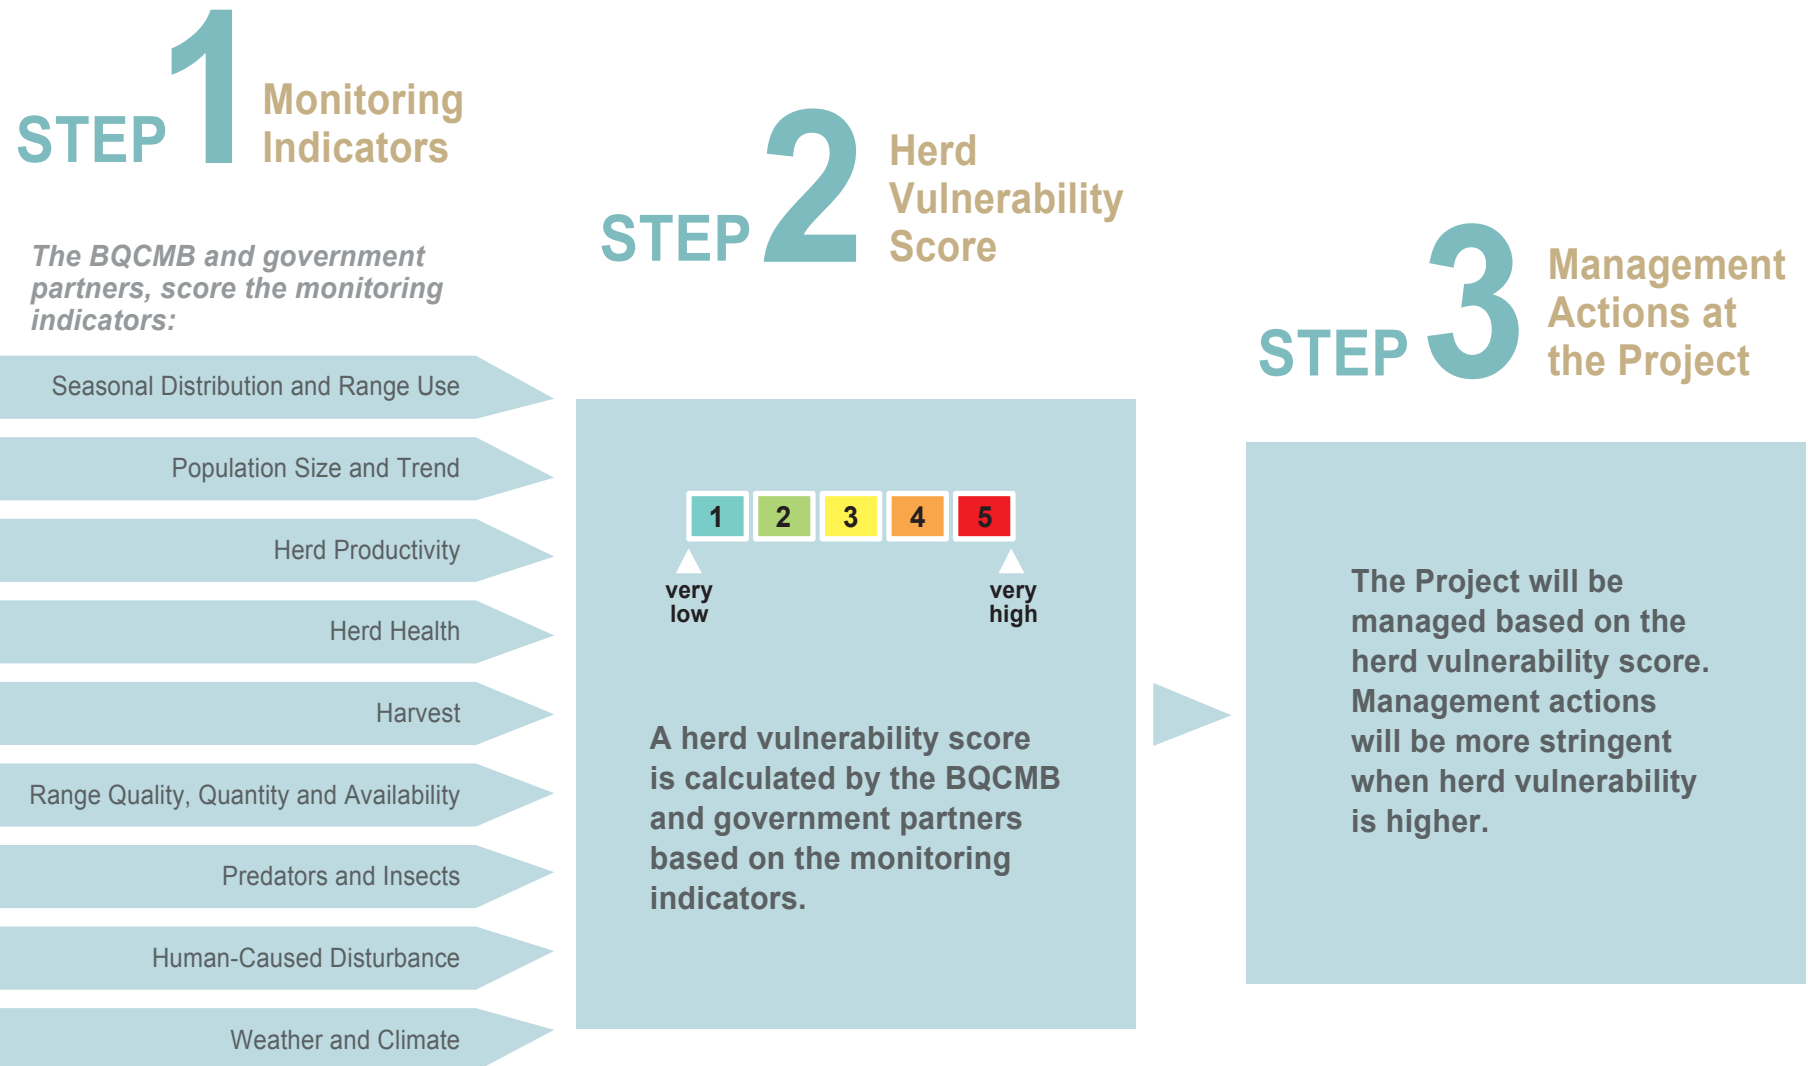 STEP 1
Monitoring
Indicators
The BQCMB and government
partners, score the monitoring
indicators:
Seasonal Distribution and Range Use
Population Size and Trend
Herd Productivity
Herd Health
Harvest
Range Quality, Quantity and Availability
Predators and Insects
Human-Caused Disturbance
Weather and Climate
STEP 2
Herd
Vulnerability
Score
1 2 3 4 5
very
low
very
high
A herd vulnerability score
is calculated by the BQCMB
and government partners
based on the monitoring
indicators.
STEP 3
Management
Actions at
the Project
The Project will be
managed based on the
herd vulnerability score.
Management actions
will be more stringent
when herd vulnerability
is higher.